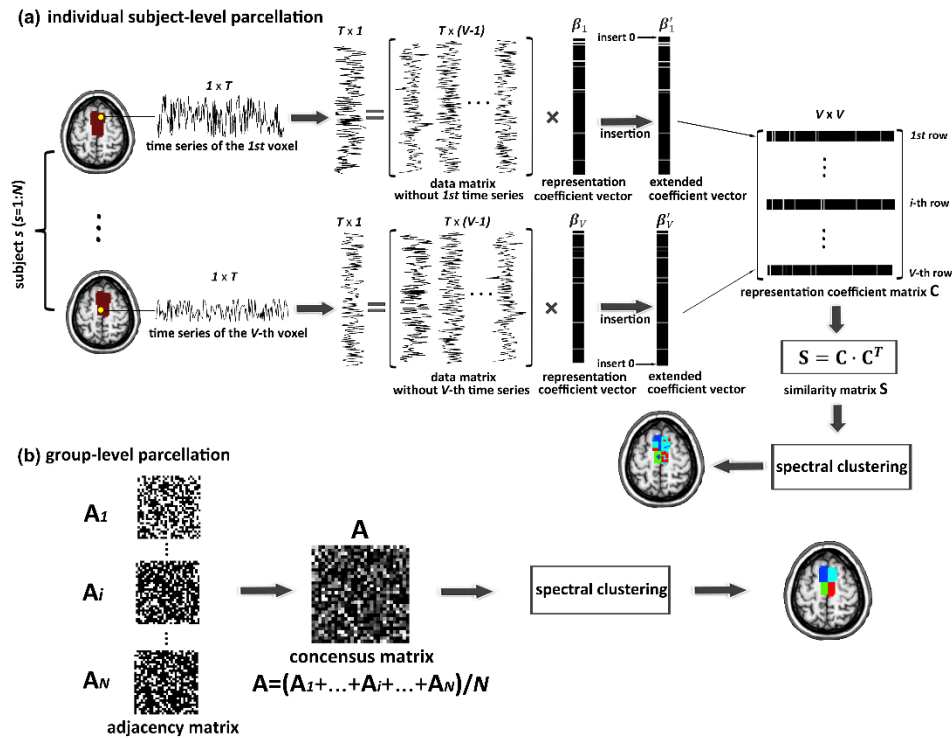 (a) individual subject-level parcellation
T x 1
T x (V-1)
β₁
β₁′
insert 0
1 x T
time series of the 1st voxel
=
...
×
insertion
data matrix
without 1st time series
representation
coefficient vector
extended
coefficient vector
V x V
1st row
i-th row
V-th row
representation coefficient matrix C
subject s (s=1:N)
T x 1
T x (V-1)
βV
βV′
1 x T
time series of the V-th voxel
=
...
×
insertion
insert 0
data matrix
without V-th time series
representation
coefficient vector
extended
coefficient vector
S = C · Cᵀ
similarity matrix S
spectral clustering
(b) group-level parcellation
A1
Ai
AN
adjacency matrix
A
concensus matrix
A=(A1+...+Ai+...+AN)/N
spectral clustering